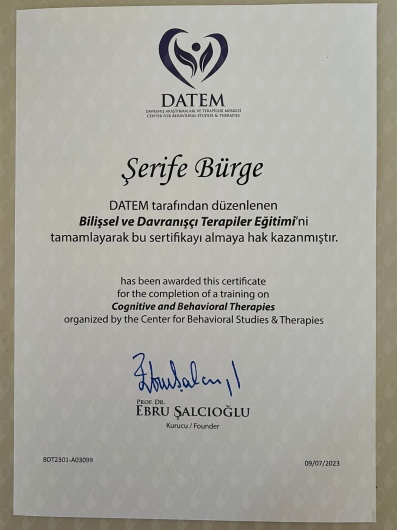 DATEM
DAVRANIŞ ARAŞTIRMALARI VE TERAPİLERİ MERKEZİ
CENTER FOR BEHAVIORAL STUDIES & THERAPIES
Şerife Bürge
DATEM tarafından düzenlenen
Bilişsel ve Davranışçı Terapiler Eğitimi'ni
tamamlayarak bu sertifikayı almaya hak kazanmıştır.
has been awarded this certificate
for the completion of a training on
Cognitive and Behavioral Therapies
organized by the Center for Behavioral Studies & Therapies
PROF. DR.
EBRU ŞALCIOĞLU
Kurucu / Founder
BDT2301-A03099
09/07/2023